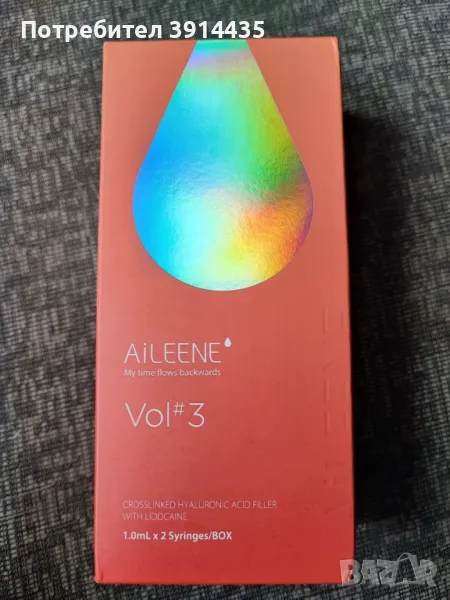 Потребител 3914435
AiLEENE
My time flows backwards
Vol#3
CROSSLINKED HYALURONIC ACID FILLER
WITH LIDOCAINE
1.0mL x 2 Syringes/BOX
BAZAR